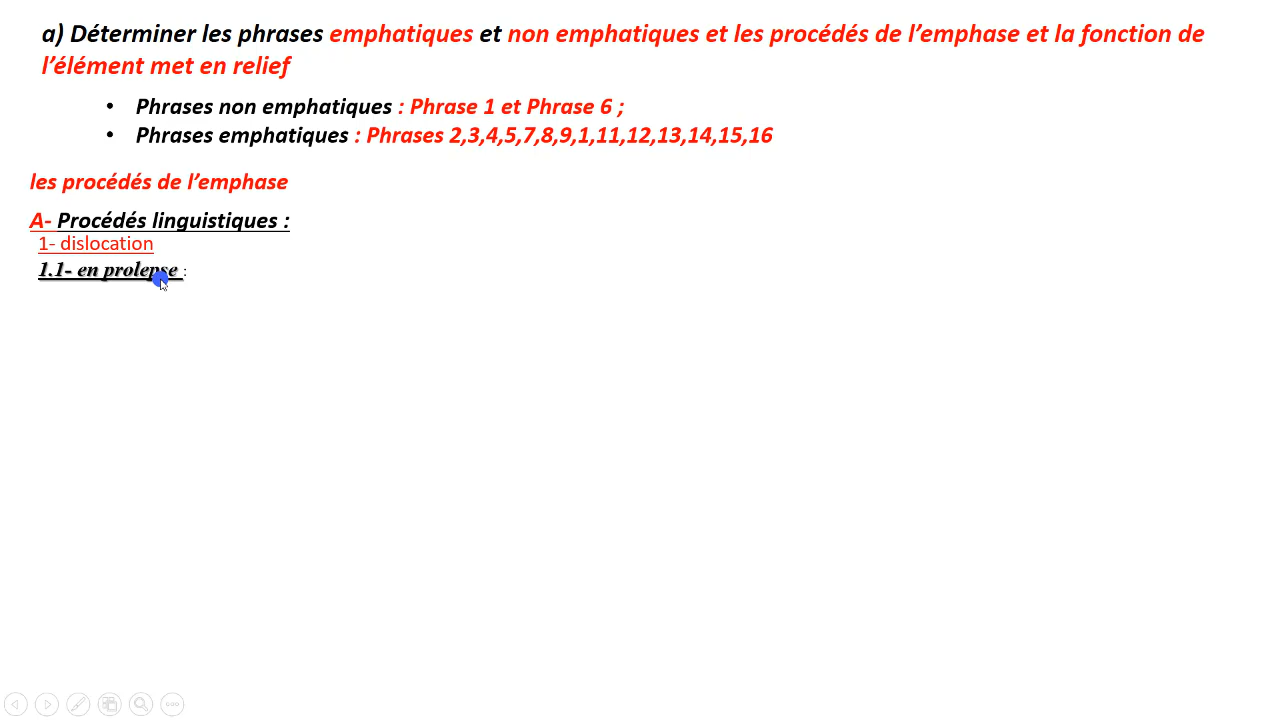 a) Déterminer les phrases emphatiques et non emphatiques et les procédés de l’emphase et la fonction de
l’élément met en relief
• Phrases non emphatiques : Phrase 1 et Phrase 6 ;
• Phrases emphatiques : Phrases 2,3,4,5,7,8,9,1,11,12,13,14,15,16
les procédés de l’emphase
A- Procédés linguistiques :
1- dislocation
1.1- en prolepse :